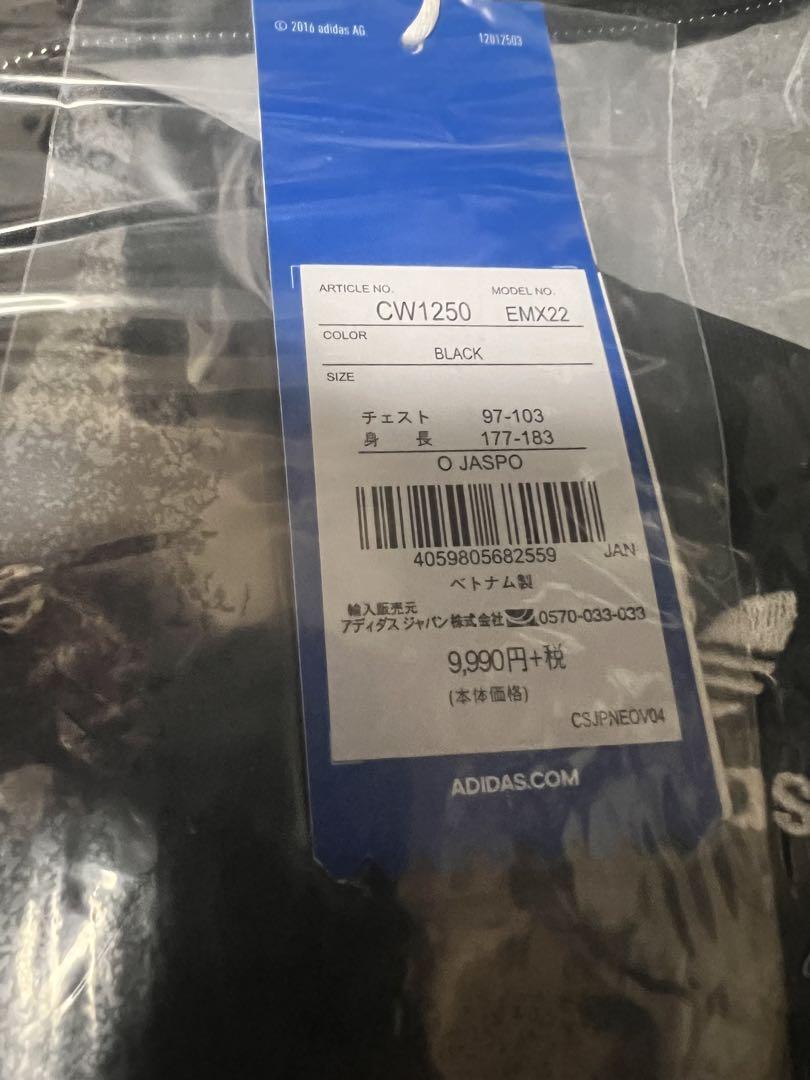 © 2016 adidas AG
12012503
ARTICLE NO.
MODEL NO.
CW1250 EMX22
COLOR
BLACK
SIZE
チェスト 97-103
身 長 177-183
O JASPO
4059805682559 JAN
ベトナム製
輸入販売元
アディダス ジャパン 株式会社 0570-033-033
9,990円+税
(本体価格)
CSJPNEOV04
ADIDAS.COM